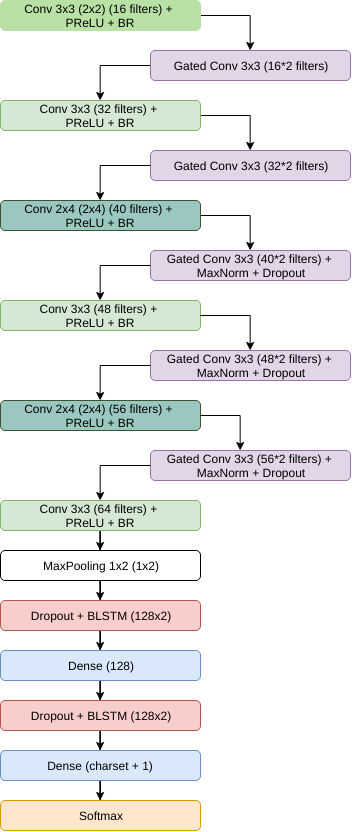 Conv 3x3 (2x2) (16 filters) +
PReLU + BR
Gated Conv 3x3 (16*2 filters)
Conv 3x3 (32 filters) +
PReLU + BR
Gated Conv 3x3 (32*2 filters)
Conv 2x4 (2x4) (40 filters) +
PReLU + BR
Gated Conv 3x3 (40*2 filters) +
MaxNorm + Dropout
Conv 3x3 (48 filters) +
PReLU + BR
Gated Conv 3x3 (48*2 filters) +
MaxNorm + Dropout
Conv 2x4 (2x4) (56 filters) +
PReLU + BR
Gated Conv 3x3 (56*2 filters) +
MaxNorm + Dropout
Conv 3x3 (64 filters) +
PReLU + BR
MaxPooling 1x2 (1x2)
Dropout + BLSTM (128x2)
Dense (128)
Dropout + BLSTM (128x2)
Dense (charset + 1)
Softmax